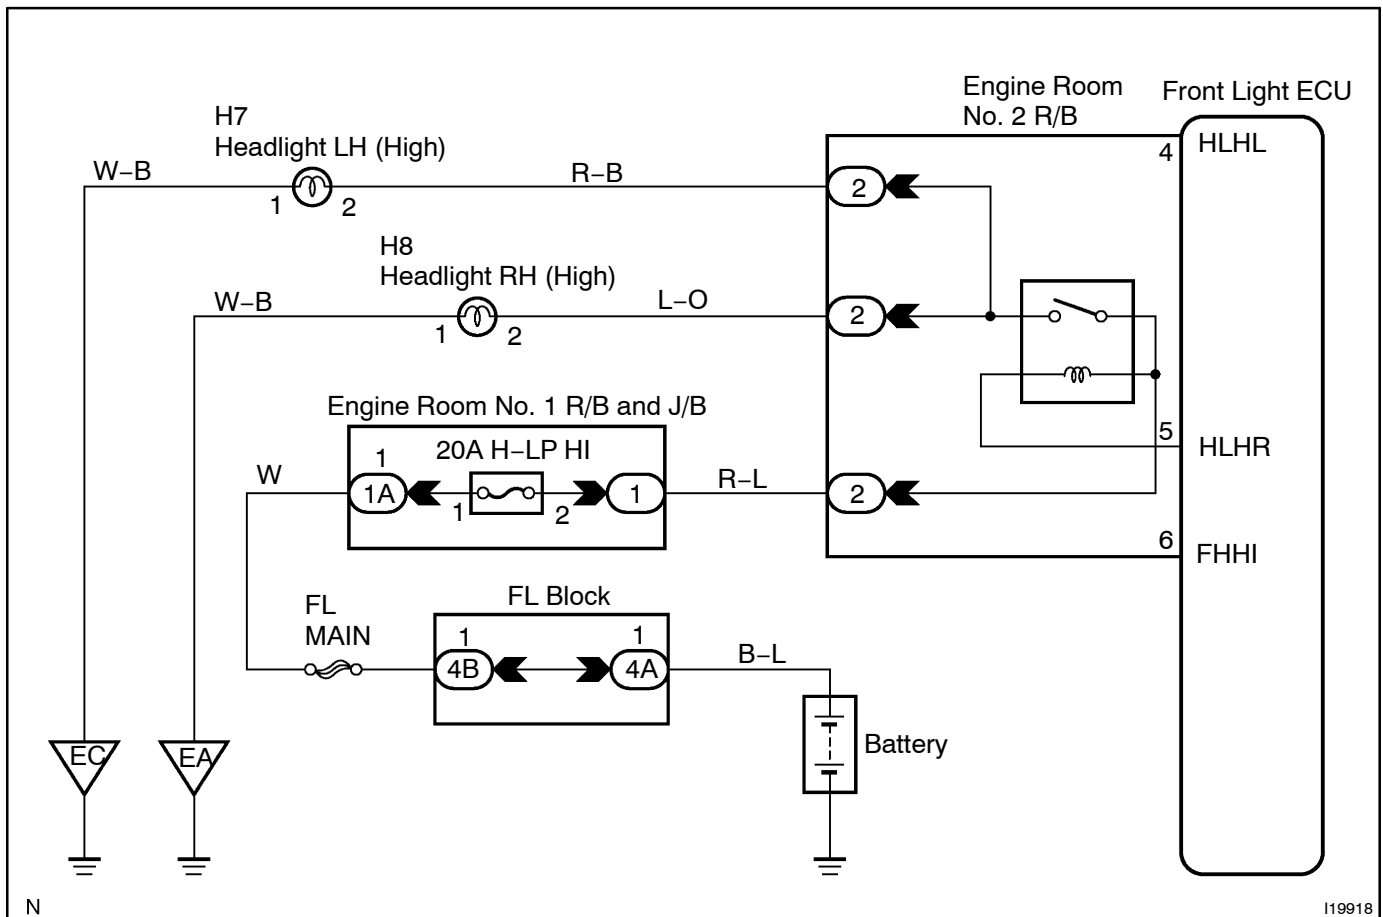 Engine Room
No. 2 R/B
Front Light ECU
H7
Headlight LH (High)
4
HLHL
W−B
R−B
2
1
2
H8
Headlight RH (High)
W−B
L−O
2
1
2
Engine Room No. 1 R/B and J/B
5
HLHR
1
20A H−LP HI
W
R−L
1A
1
2
1
2
6
FHHI
FL Block
FL
MAIN
1
1
B−L
4B
4A
Battery
EC
EA
N
I19918